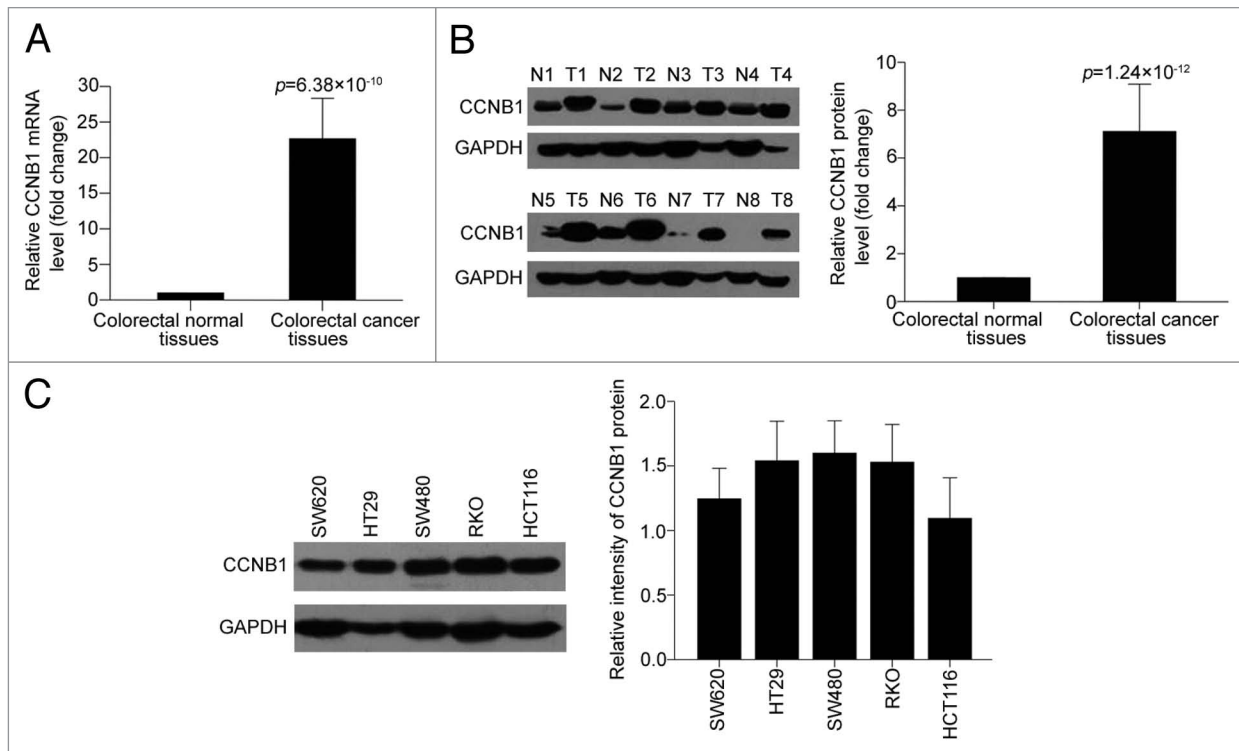 A
Relative CCNB1 mRNA
level (fold change)
30
25
20
15
10
5
0
p=6.38×10⁻¹⁰
Colorectal normal
tissues
Colorectal cancer
tissues
B
N1 T1 N2 T2 N3 T3 N4 T4
CCNB1
GAPDH
N5 T5 N6 T6 N7 T7 N8 T8
CCNB1
GAPDH
Relative CCNB1 protein
level (fold change)
10
8
6
4
2
0
p=1.24×10⁻¹²
Colorectal normal
tissues
Colorectal cancer
tissues
C
SW620
HT29
SW480
RKO
HCT116
CCNB1
GAPDH
Relative intensity of CCNB1 protein
2.0
1.5
1.0
0.5
0.0
SW620
HT29
SW480
RKO
HCT116